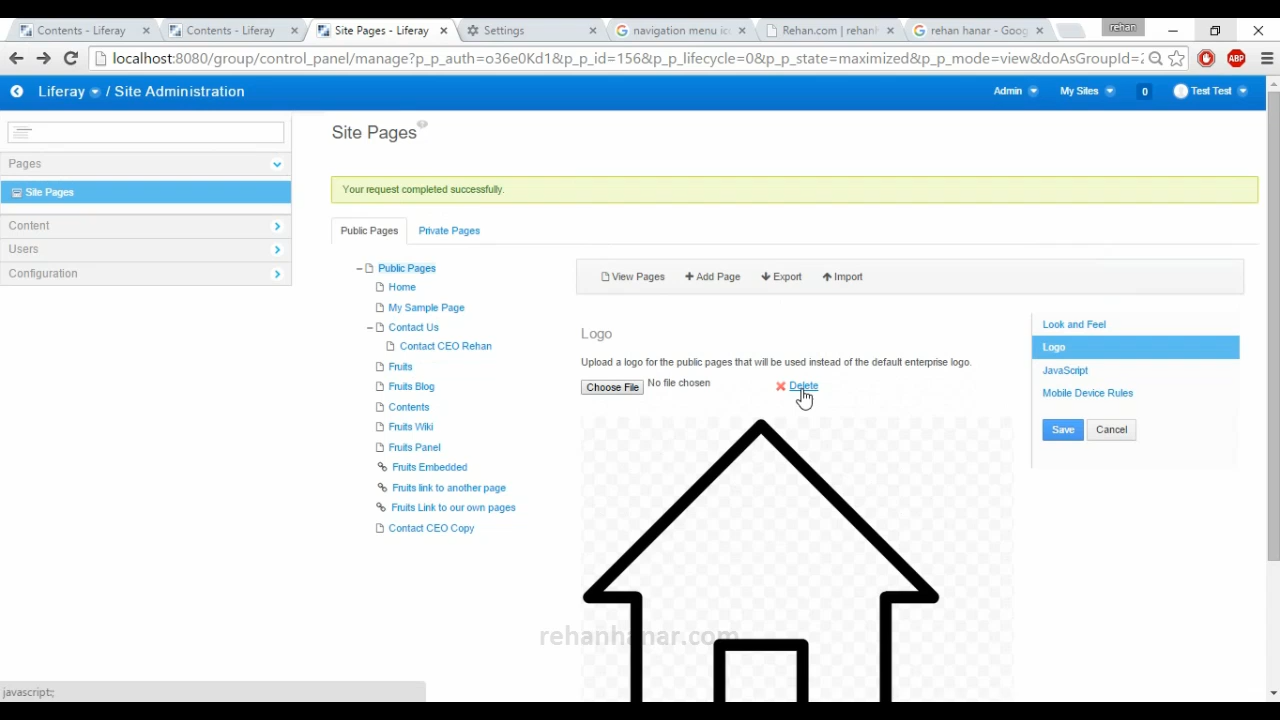 Contents - Liferay
Contents - Liferay
Site Pages - Liferay
Settings
navigation menu ic
Rehan.com | rehanh
rehan hanar - Goog
rehan
localhost:8080/group/control_panel/manage?p_p_auth=o36e0Kd1&p_p_id=156&p_p_lifecycle=0&p_p_state=maximized&p_p_mode=view&doAsGroupId=2
ABP
Liferay / Site Administration
Admin
My Sites
0
Test Test
Pages
Site Pages
Content
Users
Configuration
Site Pages
Your request completed successfully.
Public Pages
Private Pages
Public Pages
Home
My Sample Page
Contact Us
Contact CEO Rehan
Fruits
Fruits Blog
Contents
Fruits Wiki
Fruits Panel
Fruits Embedded
Fruits link to another page
Fruits Link to our own pages
Contact CEO Copy
View Pages
Add Page
Export
Import
Logo
Upload a logo for the public pages that will be used instead of the default enterprise logo.
Choose File No file chosen
Delete
Look and Feel
Logo
JavaScript
Mobile Device Rules
Save
Cancel
rehanhanar.com
javascript:;